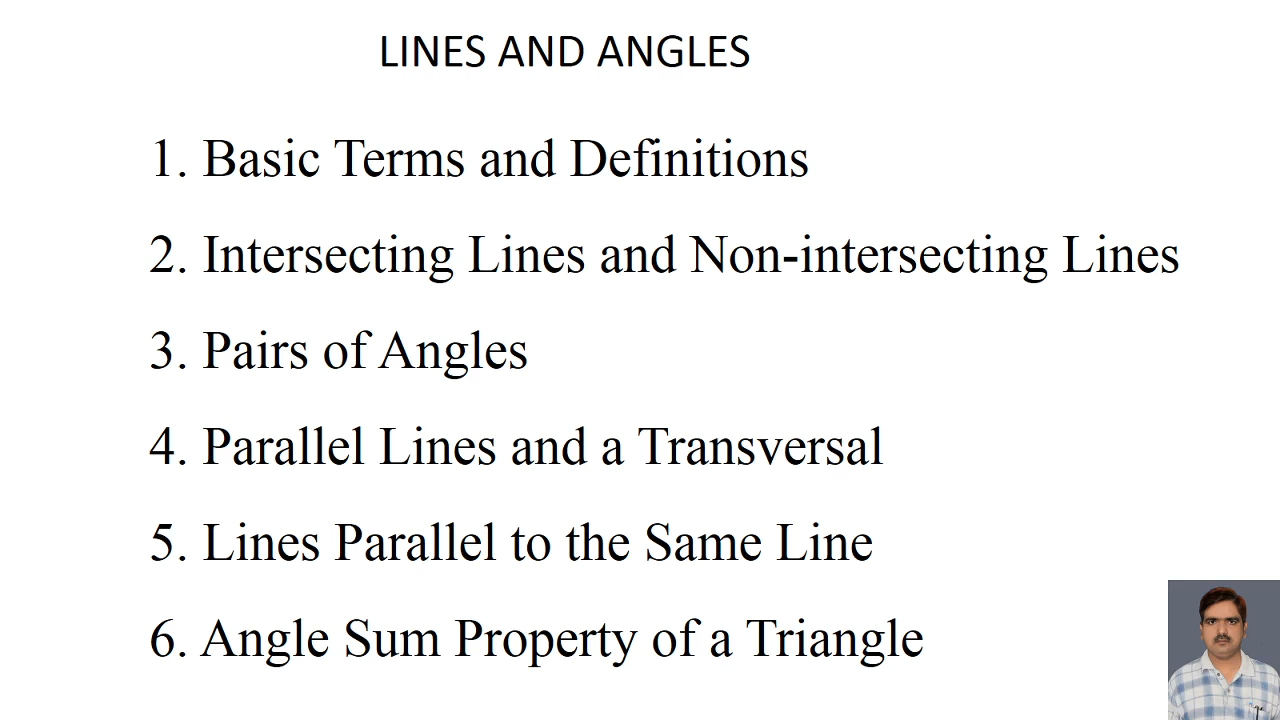 LINES AND ANGLES
1. Basic Terms and Definitions
2. Intersecting Lines and Non-intersecting Lines
3. Pairs of Angles
4. Parallel Lines and a Transversal
5. Lines Parallel to the Same Line
6. Angle Sum Property of a Triangle